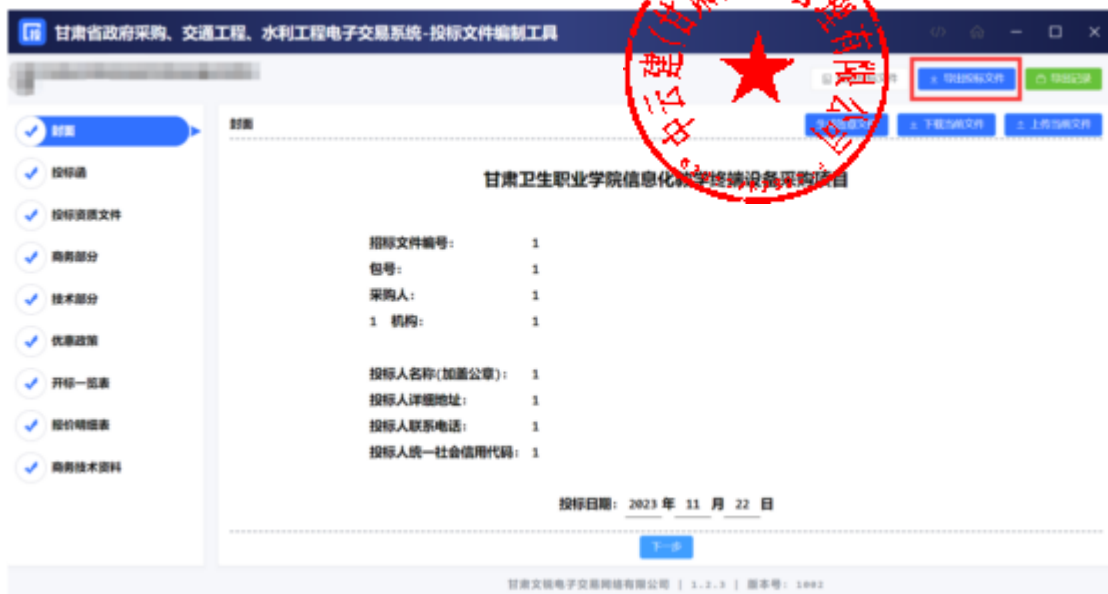 甘肃省政府采购、交通工程、水利工程电子交易系统-投标文件编制工具
导出投标文件
导出记录
封面
投标函
投标资质文件
商务部分
技术部分
优惠政策
开标一览表
报价明细表
商务技术资料
封面
下载当前文件
上传当前文件
甘肃卫生职业学院信息化教学终端设备采购项目
招标文件编号: 1
包号: 1
采购人: 1
1 机构: 1
投标人名称(加盖公章): 1
投标人详细地址: 1
投标人联系电话: 1
投标人统一社会信用代码: 1
投标日期: 2023 年 11 月 22 日
下一步
甘肃文锐电子交易网络有限公司 | 1.2.3 | 版本号: 1002